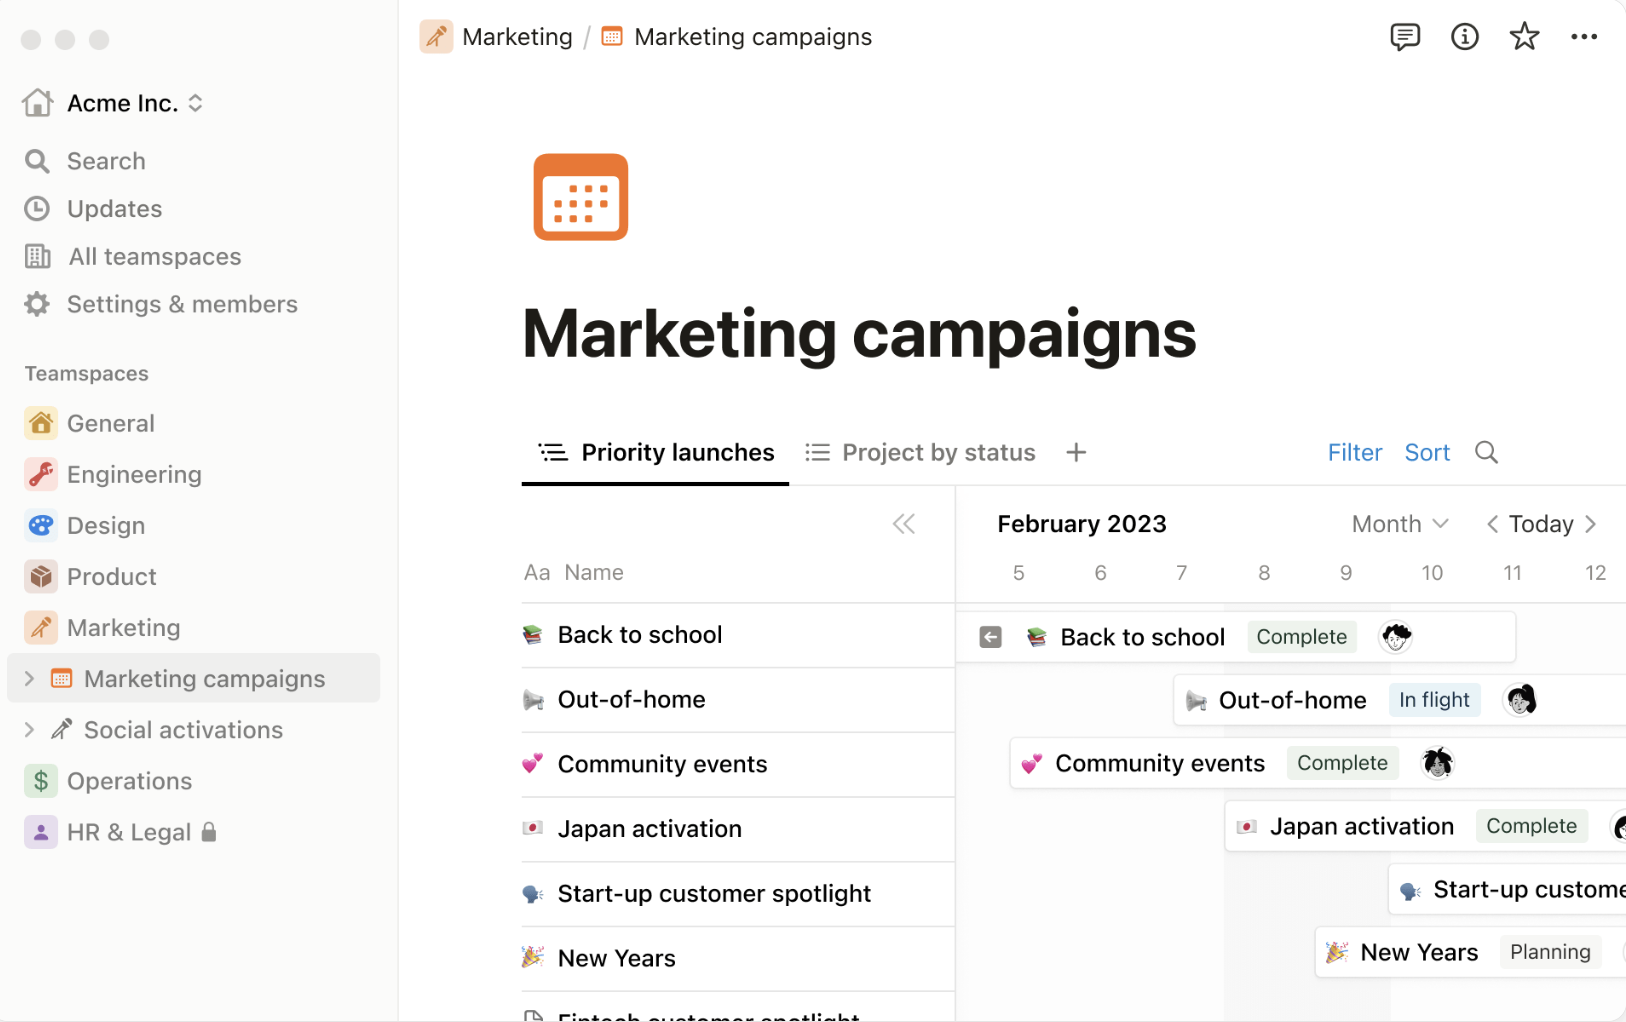 Marketing / Marketing campaigns
Acme Inc.
Search
Updates
All teamspaces
Settings & members
Teamspaces
General
Engineering
Design
Product
Marketing
Marketing campaigns
Social activations
$ Operations
HR & Legal
Marketing campaigns
Priority launches
Project by status
Filter
Sort
February 2023
Month
Today
Aa Name
5 6 7 8 9 10 11 12
Back to school
Out-of-home
Community events
Japan activation
Start-up customer spotlight
New Years
Fintech customer spotlight
Back to school Complete
Out-of-home In flight
Community events Complete
Japan activation Complete
Start-up custome
New Years Planning